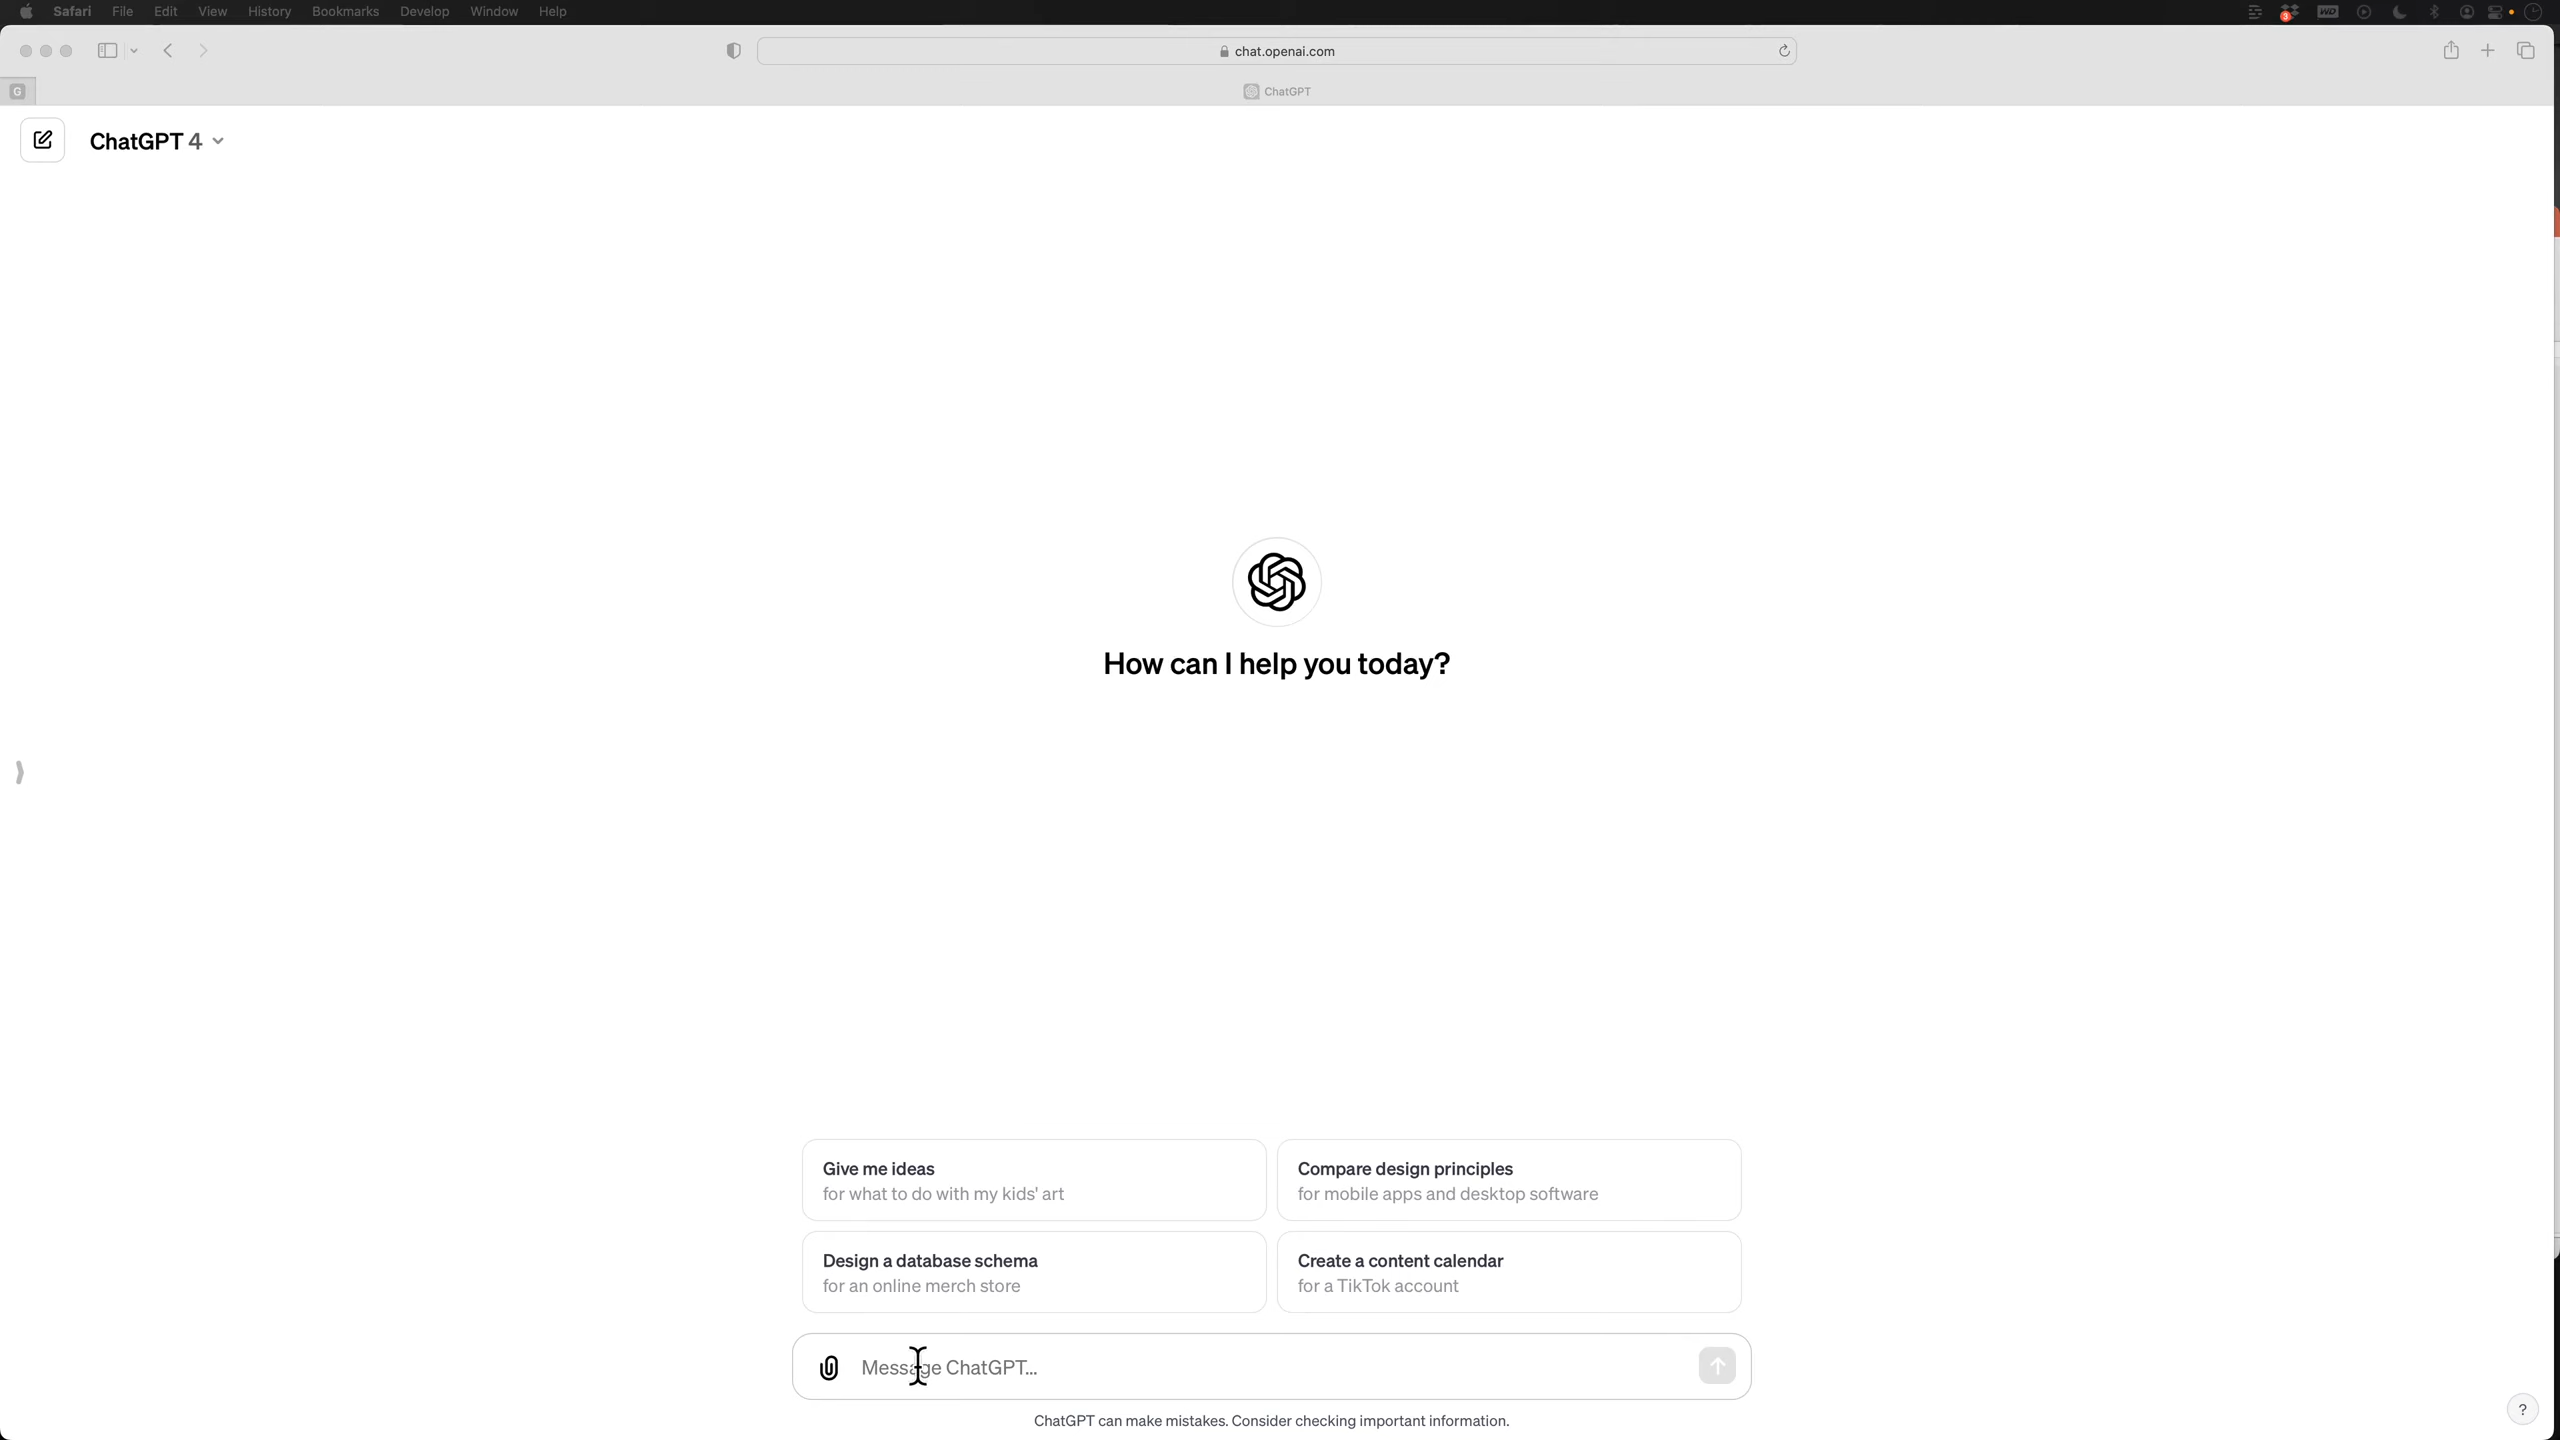 Safari File Edit View History Bookmarks Develop Window Help
3 WD
chat.openai.com
G
ChatGPT
ChatGPT 4
How can I help you today?
Give me ideas
for what to do with my kids' art
Compare design principles
for mobile apps and desktop software
Design a database schema
for an online merch store
Create a content calendar
for a TikTok account
Message ChatGPT...
ChatGPT can make mistakes. Consider checking important information.
?